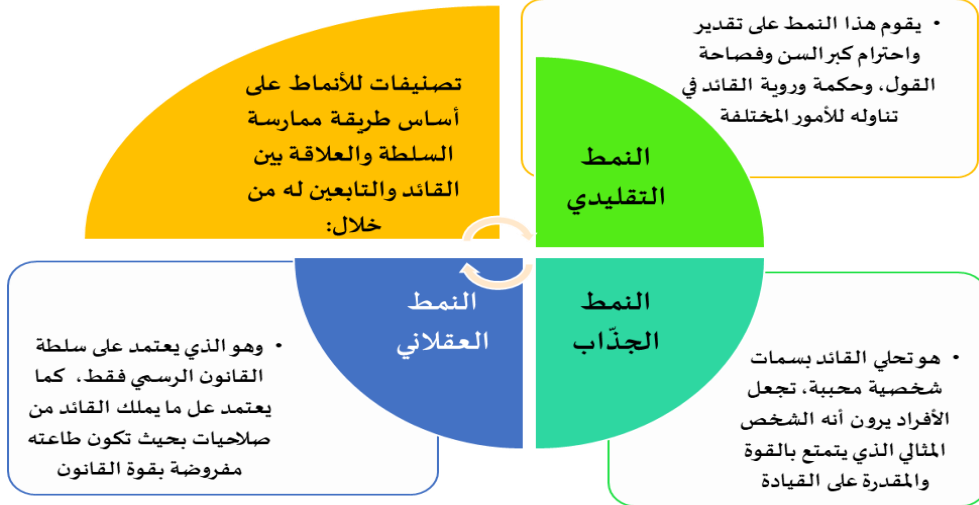 تصنيفات للأنماط على
أساس طريقة ممارسة
السلطة والعلاقة بين
القائد والتابعين له من
خلال:
النمط
التقليدي
• يقوم هذا النمط على تقدير
واحترام كبر السن وفصاحة
القول، وحكمة وروية القائد في
تناوله للأمور المختلفة
النمط
الجذّاب
• هو تحلي القائد بسمات
شخصية محببة، تجعل
الأفراد يرون أنه الشخص
المثالي الذي يتمتع بالقوة
والمقدرة على القيادة
النمط
العقلاني
• وهو الذي يعتمد على سلطة
القانون الرسمي فقط، كما
يعتمد عل ما يملك القائد من
صلاحيات بحيث تكون طاعته
مفروضة بقوة القانون